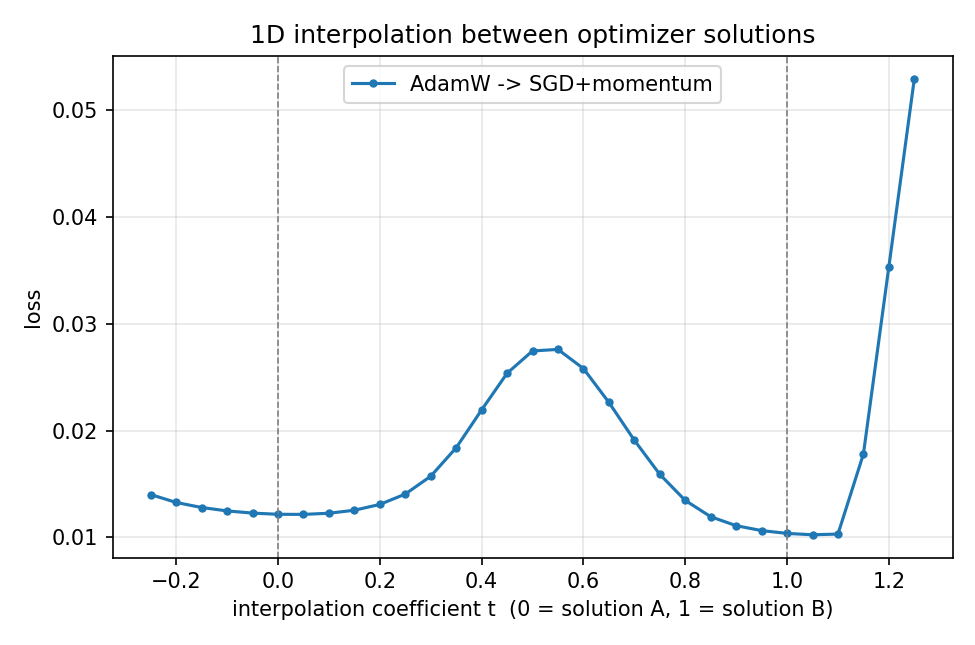 1D interpolation between optimizer solutions
AdamW -> SGD+momentum
0.05
0.04
0.03
0.02
0.01
loss
−0.2 0.0 0.2 0.4 0.6 0.8 1.0 1.2
interpolation coefficient t  (0 = solution A, 1 = solution B)